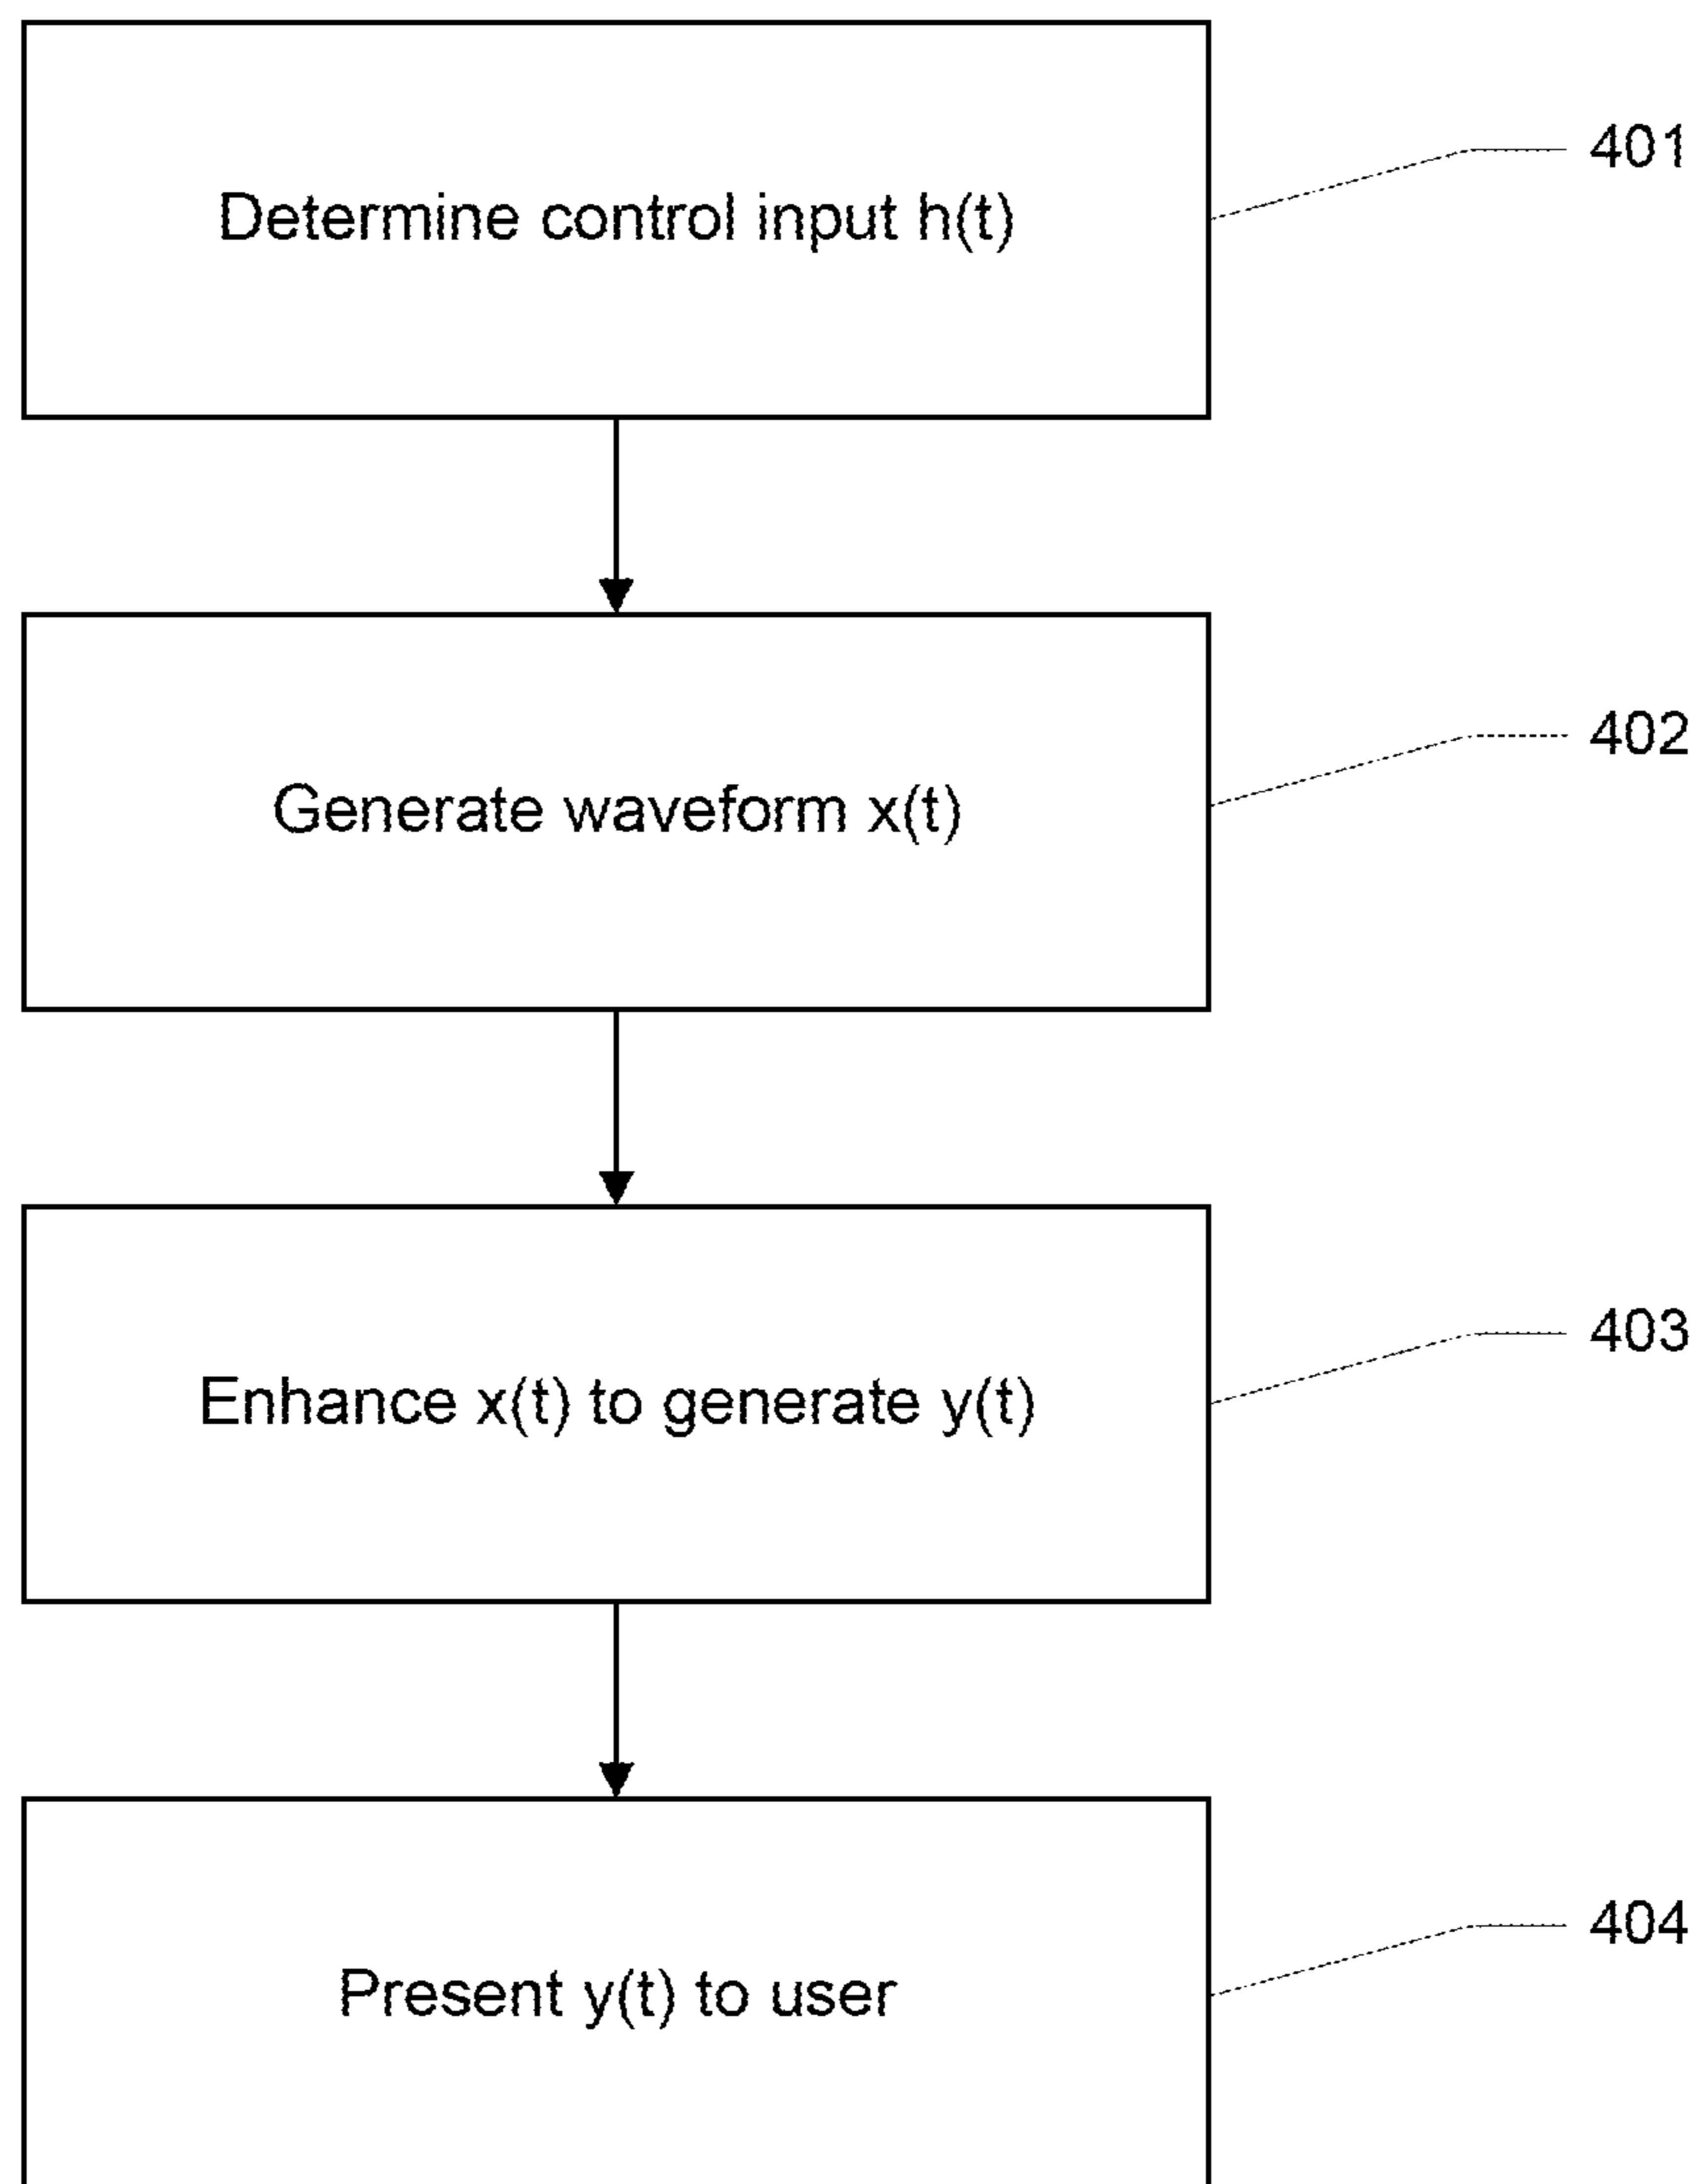 Determine control input h(t)
401
Generate waveform x(t)
402
Enhance x(t) to generate y(t)
403
Present y(t) to user
404